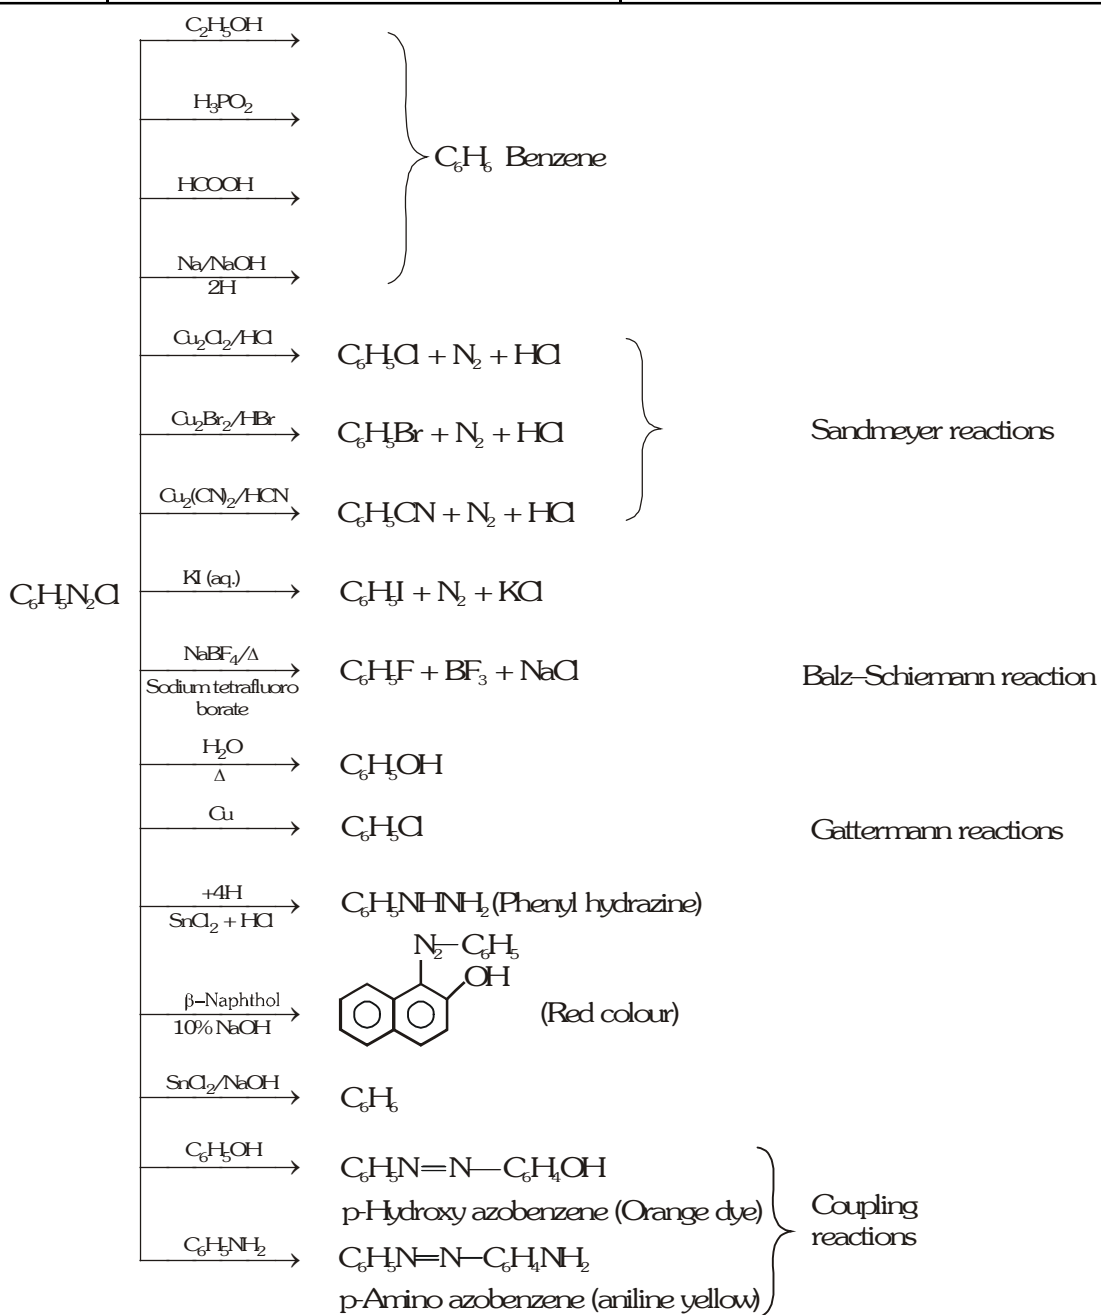 C₂H₅OH
H₃PO₂
C₆H₆ Benzene
HCOOH
Na/NaOH
2H
Cu₂Cl₂/HCl
C₆H₅Cl + N₂ + HCl
Cu₂Br₂/HBr
C₆H₅Br + N₂ + HCl
Sandmeyer reactions
Cu₂(CN)₂/HCN
C₆H₅CN + N₂ + HCl
C₆H₅N₂Cl
KI (aq.)
C₆H₅I + N₂ + KCl
NaBF₄/Δ
Sodium tetrafluoro
borate
C₆H₅F + BF₃ + NaCl
Balz–Schiemann reaction
H₂O
Δ
C₆H₅OH
Cu
C₆H₅Cl
Gattermann reactions
+4H
SnCl₂ + HCl
C₆H₅NHNH₂ (Phenyl hydrazine)
N₂—C₆H₅
OH
β–Naphthol
10% NaOH
(Red colour)
SnCl₂/NaOH
C₆H₆
C₆H₅OH
C₆H₅N=N—C₆H₄OH
p-Hydroxy azobenzene (Orange dye)
Coupling
reactions
C₆H₅NH₂
C₆H₅N=N—C₆H₄NH₂
p-Amino azobenzene (aniline yellow)